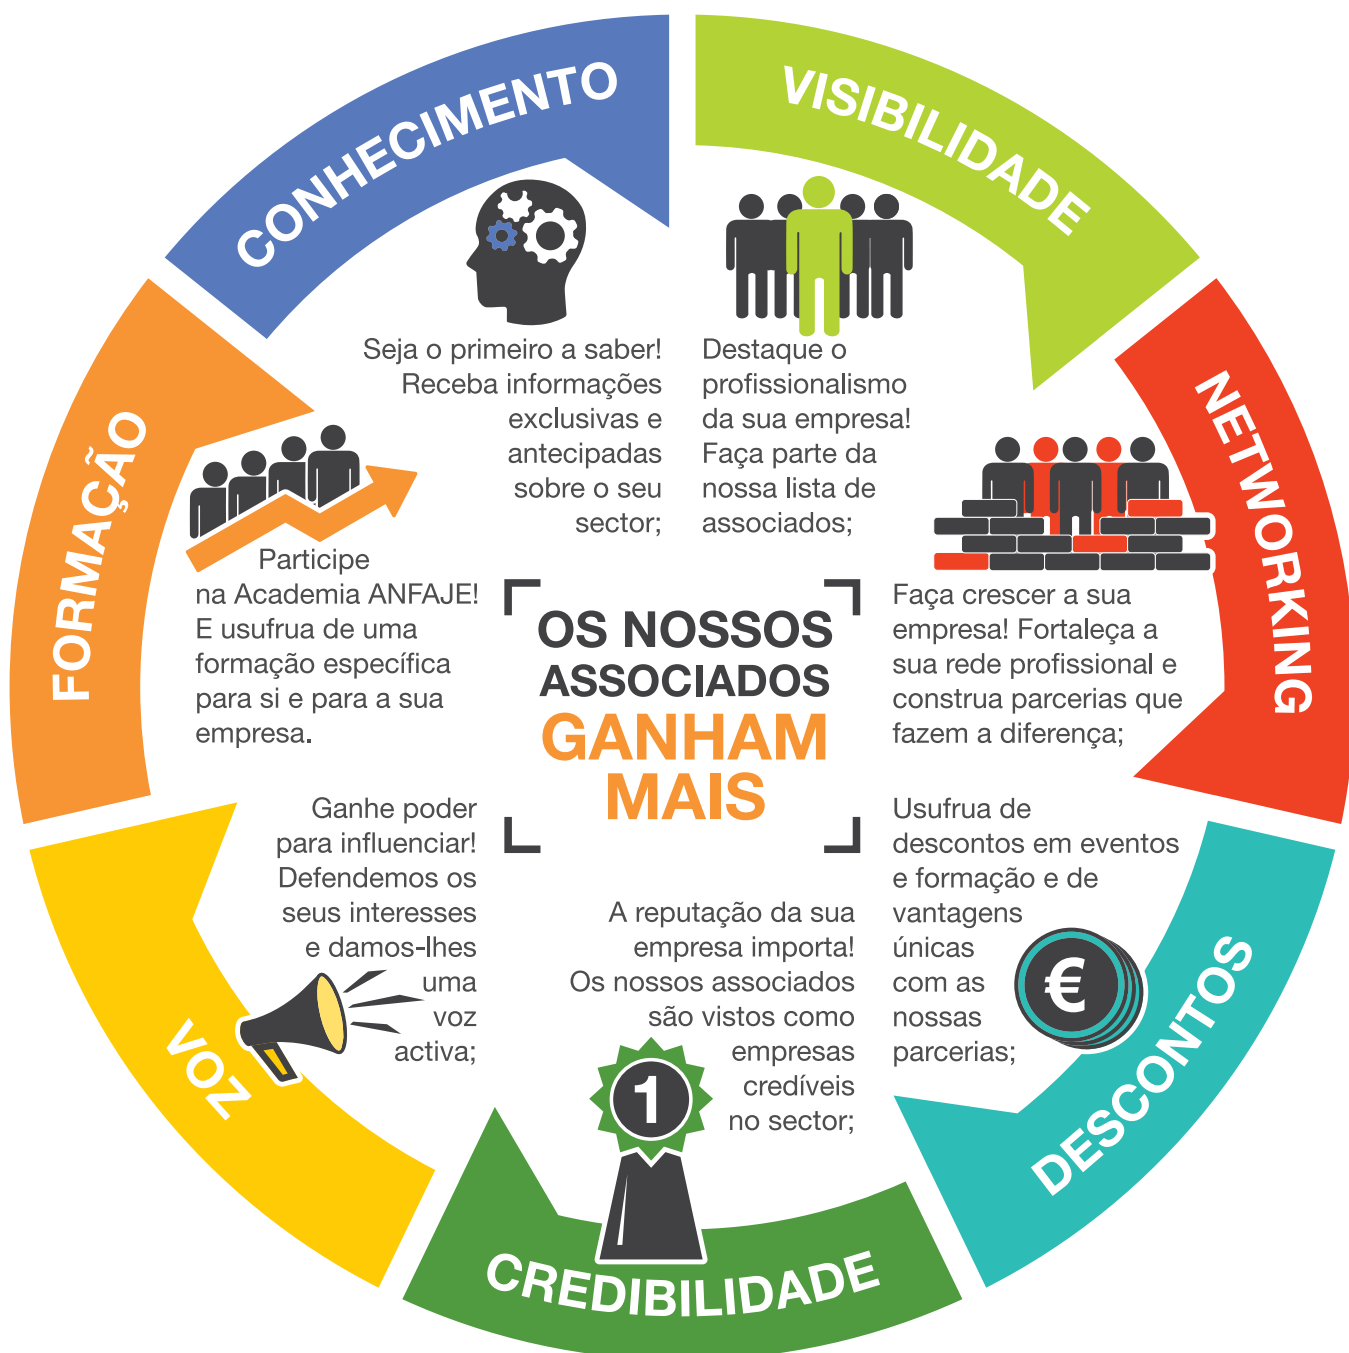 CONHECIMENTO
Seja o primeiro a saber!
Receba informações
exclusivas e
antecipadas
sobre o seu
sector;
VISIBILIDADE
Destaque o
profissionalismo
da sua empresa!
Faça parte da
nossa lista de
associados;
NETWORKING
Faça crescer a sua
empresa! Fortaleça a
sua rede profissional e
construa parcerias que
fazem a diferença;
DESCONTOS
Usufrua de
descontos em eventos
e formação e de
vantagens
únicas
com as
nossas
parcerias;
€
CREDIBILIDADE
A reputação da sua
empresa importa!
Os nossos associados
são vistos como
empresas
credíveis
no sector;
1
VOZ
Ganhe poder
para influenciar!
Defendemos os
seus interesses
e damos-lhes
uma
voz
activa;
FORMAÇÃO
Participe
na Academia ANFAJE!
E usufrua de uma
formação específica
para si e para a sua
empresa.
OS NOSSOS
ASSOCIADOS
GANHAM
MAIS